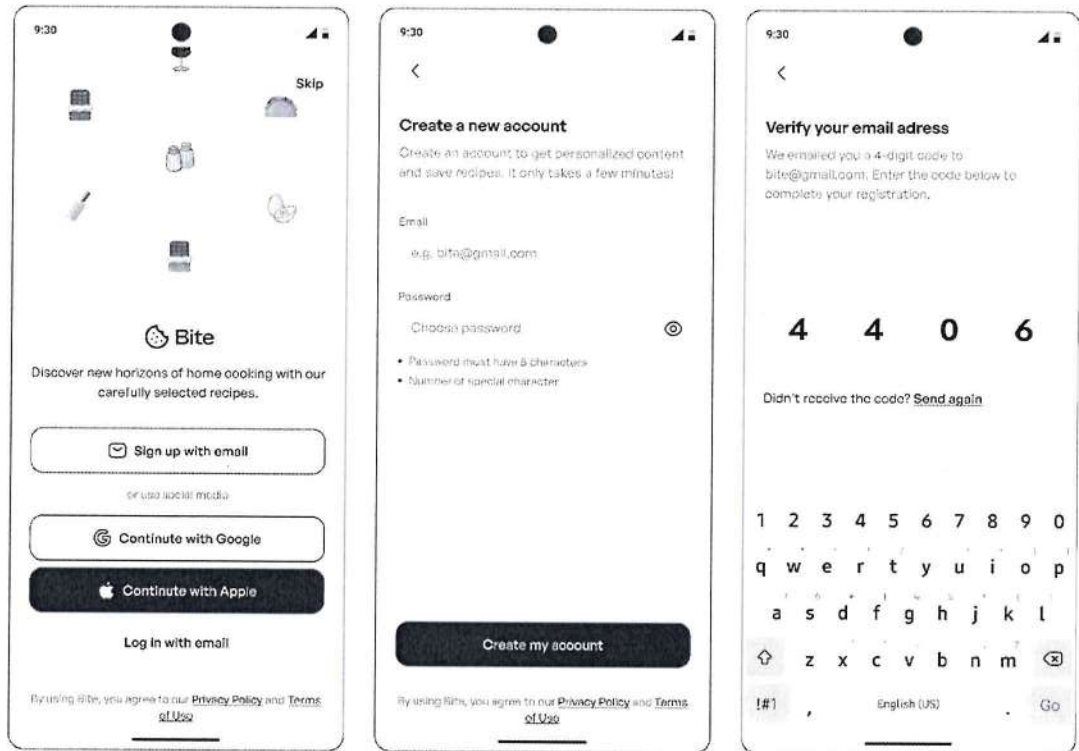 9:30
Skip
Bite
Discover new horizons of home cooking with our
carefully selected recipes.
Sign up with email
or use social media
Continute with Google
Continute with Apple
Log in with email
By using Bite, you agree to our Privacy Policy and Terms
of Use
9:30
Create a new account
Create an account to get personalized content
and save recipes. It only takes a few minutes!
Email
e.g. bite@gmail.com
Password
Choose password
• Password must have 8 characters
• Number of special character
Create my account
By using Bite, you agree to our Privacy Policy and Terms
of Use
9:30
Verify your email adress
We emailed you a 4-digit code to
bite@gmail.com. Enter the code below to
complete your registration.
4 4 0 6
Didn't receive the code? Send again
1 2 3 4 5 6 7 8 9 0
q w e r t y u i o p
a s d f g h j k l
z x c v b n m
!#1 , English (US) . Go